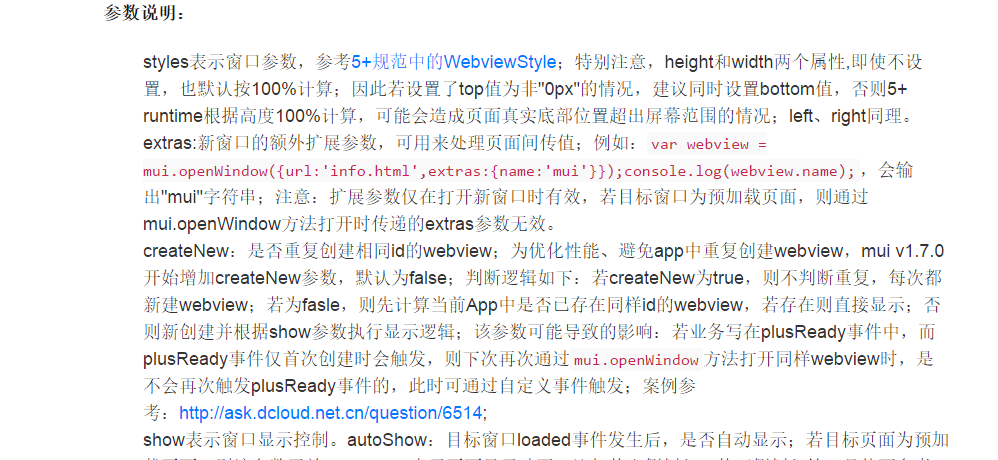 参数说明：
styles表示窗口参数，参考5+规范中的WebviewStyle；特别注意，height和width两个属性,即使不设
置，也默认按100%计算；因此若设置了top值为非"0px"的情况，建议同时设置bottom值，否则5+
runtime根据高度100%计算，可能会造成页面真实底部位置超出屏幕范围的情况；left、right同理。
extras:新窗口的额外扩展参数，可用来处理页面间传值；例如：var webview =
mui.openWindow({url:'info.html',extras:{name:'mui'}});console.log(webview.name);，会输
出"mui"字符串；注意：扩展参数仅在打开新窗口时有效，若目标窗口为预加载页面，则通过
mui.openWindow方法打开时传递的extras参数无效。
createNew：是否重复创建相同id的webview；为优化性能、避免app中重复创建webview，mui v1.7.0
开始增加createNew参数，默认为false；判断逻辑如下：若createNew为true，则不判断重复，每次都
新建webview；若为fasle，则先计算当前App中是否已存在同样id的webview，若存在则直接显示；否
则新创建并根据show参数执行显示逻辑；该参数可能导致的影响：若业务写在plusReady事件中，而
plusReady事件仅首次创建时会触发，则下次再次通过mui.openWindow方法打开同样webview时，是
不会再次触发plusReady事件的，此时可通过自定义事件触发；案例参
考：http://ask.dcloud.net.cn/question/6514;
show表示窗口显示控制。autoShow：目标窗口loaded事件发生后，是否自动显示；若目标页面为预加